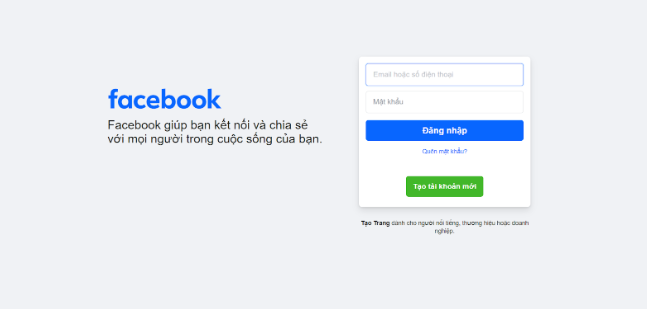 facebook
Facebook giúp bạn kết nối và chia sẻ
với mọi người trong cuộc sống của bạn.
Email hoặc số điện thoại
Mật khẩu
Đăng nhập
Quên mật khẩu?
Tạo tài khoản mới
Tạo Trang dành cho người nổi tiếng, thương hiệu hoặc doanh
nghiệp.